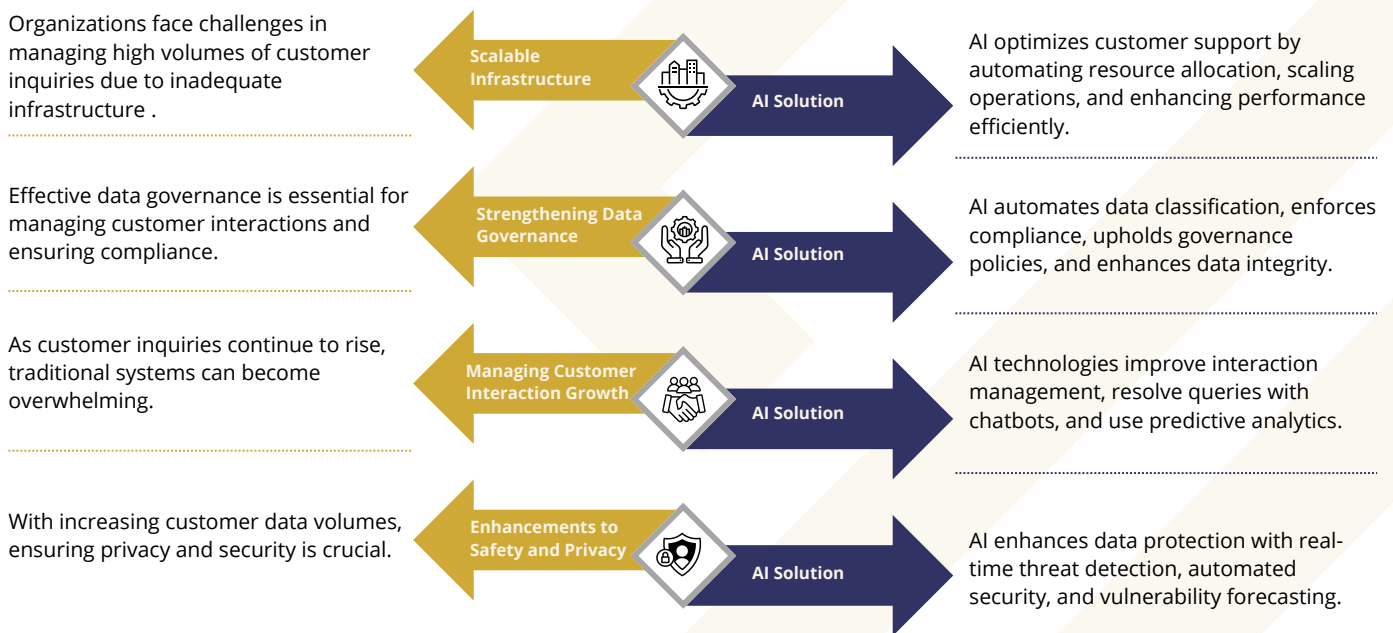 Organizations face challenges in
managing high volumes of customer
inquiries due to inadequate
infrastructure .
Scalable
Infrastructure
AI Solution
AI optimizes customer support by
automating resource allocation, scaling
operations, and enhancing performance
efficiently.
Effective data governance is essential for
managing customer interactions and
ensuring compliance.
Strengthening Data
Governance
AI Solution
AI automates data classification, enforces
compliance, upholds governance
policies, and enhances data integrity.
As customer inquiries continue to rise,
traditional systems can become
overwhelming.
Managing Customer
Interaction Growth
AI Solution
AI technologies improve interaction
management, resolve queries with
chatbots, and use predictive analytics.
With increasing customer data volumes,
ensuring privacy and security is crucial.
Enhancements to
Safety and Privacy
AI Solution
AI enhances data protection with real-
time threat detection, automated
security, and vulnerability forecasting.